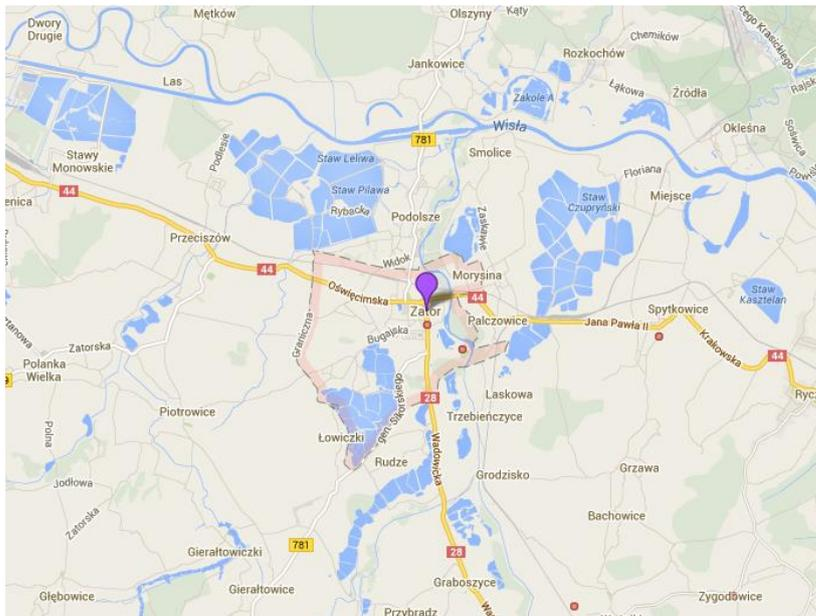 Mętków
Olszyny
Kąty
Dwory
Drugie
Chemików
Rozkochów
Jankowice
Las
Zakole A
Łąkowa
Źródła
Wisła
Okleśna
781
Stawy
Monowskie
Podlesie
Staw Leliwa
Smolice
Floriana
Staw Pilawa
Miejsce
Staw
Czupryński
44
Rybacka
Podolsze
Zaskawie
Przeciszów
Widok
44
Morysina
Staw
Kasztelan
Oświęcimska
44
Zator
Palczowice
Spytkowice
Jana Pawła II
Graniczna
Bugajska
Krakowska
44
Zatorska
Polanka
Wielka
gen. Sikorskiego
Laskowa
28
Piotrowice
Trzebieńczyce
Polna
Łowiczki
Wadowicka
Rudze
Grodzisko
Grzawa
Jodłowa
Zatorska
Bachowice
781
Gierałtowiczki
28
Głębowice
Gierałtowice
Graboszyce
Zygodowice
Przybradz